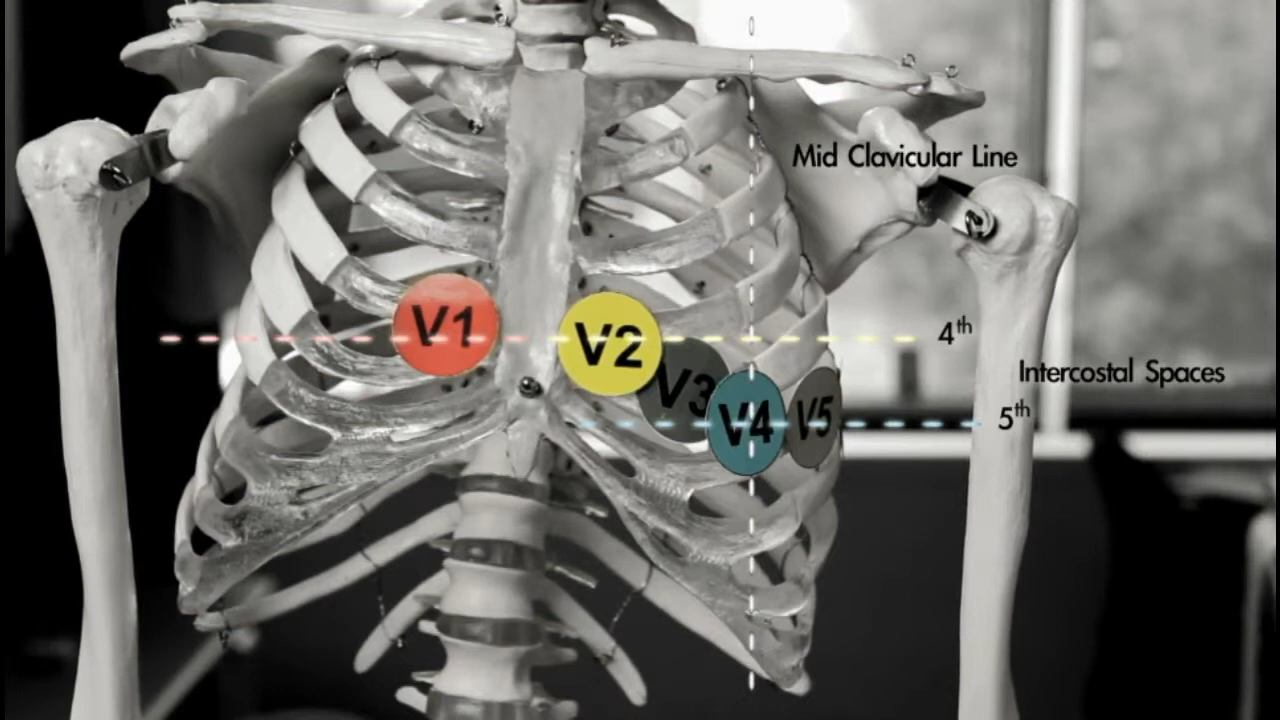 Mid Clavicular Line
V1
V2
4th
V3
V4
V5
Intercostal Spaces
5th